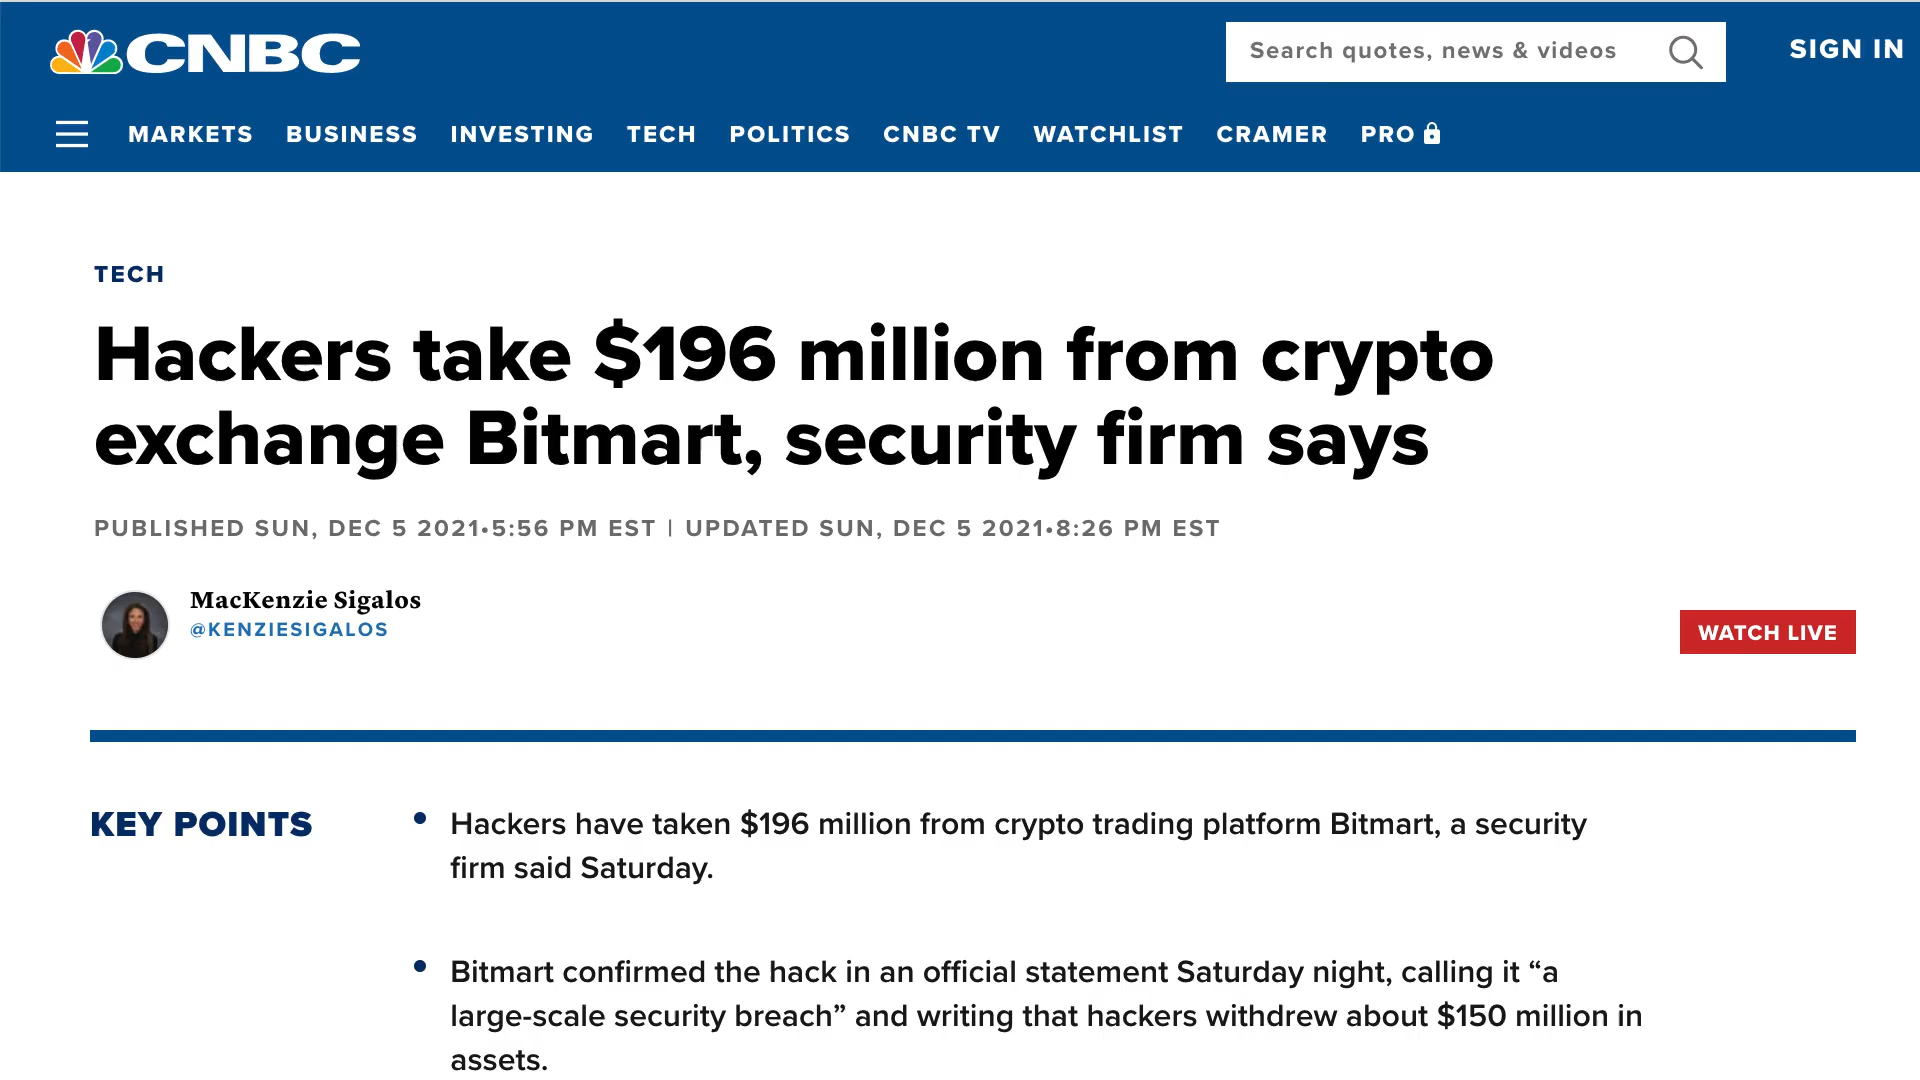 CNBC
Search quotes, news & videos
SIGN IN
MARKETS BUSINESS INVESTING TECH POLITICS CNBC TV WATCHLIST CRAMER PRO
TECH
Hackers take $196 million from crypto
exchange Bitmart, security firm says
PUBLISHED SUN, DEC 5 2021•5:56 PM EST | UPDATED SUN, DEC 5 2021•8:26 PM EST
MacKenzie Sigalos
@KENZIESIGALOS
WATCH LIVE
KEY POINTS
• Hackers have taken $196 million from crypto trading platform Bitmart, a security
firm said Saturday.
• Bitmart confirmed the hack in an official statement Saturday night, calling it “a
large-scale security breach” and writing that hackers withdrew about $150 million in
assets.